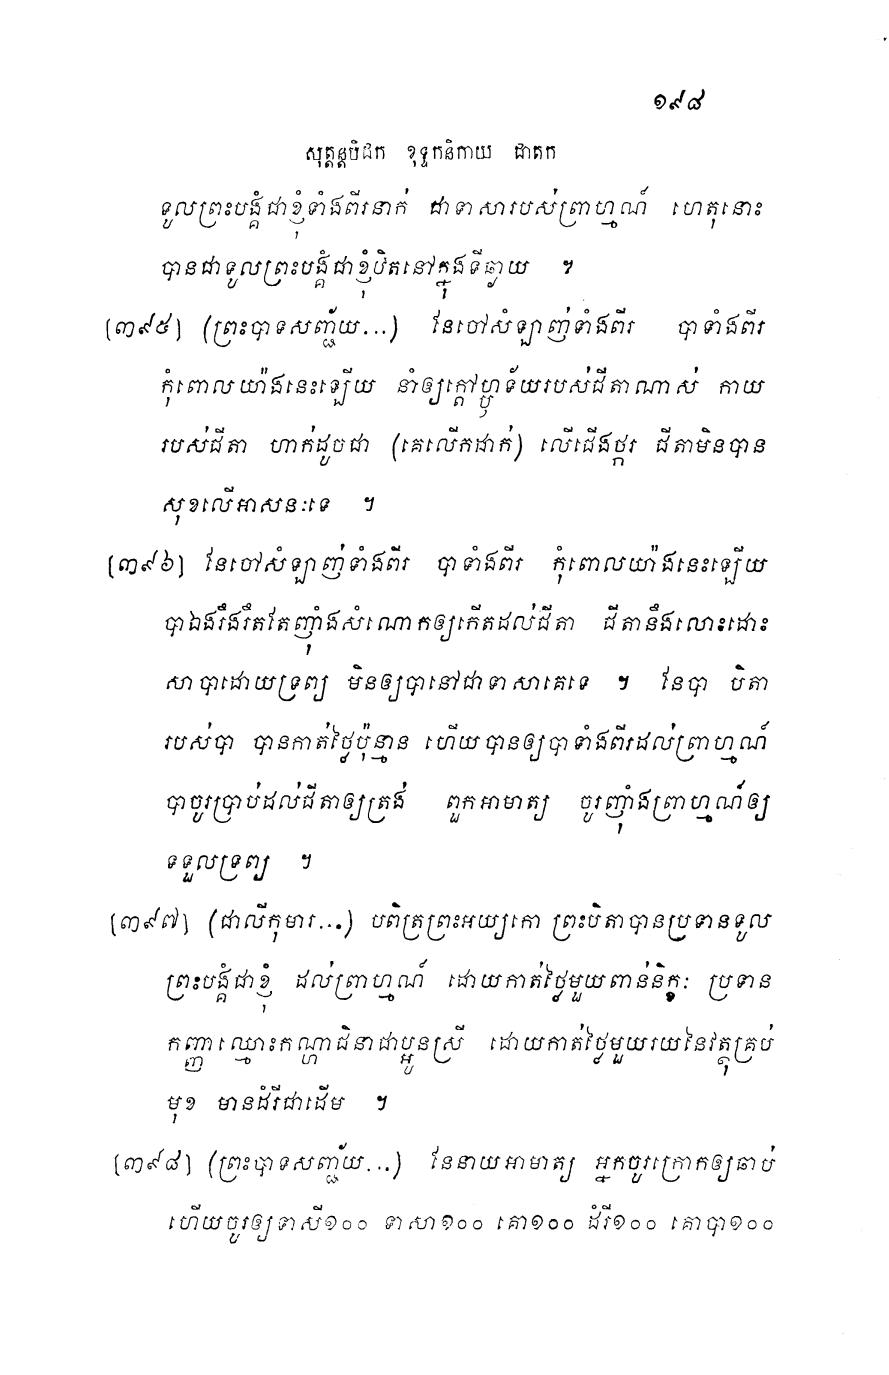 ១៩៨
សុត្តន្តបិដក ខុទ្ទកនិកាយ ជាតក
ទូលព្រះបង្គំជាខ្ញុំទាំងពីរនាក់ ជាទាសារបស់ព្រាហ្មណ៍ ហេតុនោះ
បានជាទូលព្រះបង្គំជាខ្ញុំឋិតនៅក្នុងទីឆ្ងាយ ។
[៣៩៥] (ព្រះបាទសញ្ជ័យ...) នែចៅសំឡាញ់ទាំងពីរ បាទាំងពីរ
កុំពោលយ៉ាងនេះឡើយ នាំឲ្យក្តៅហ្ឫទ័យរបស់ជីតាណាស់ កាយ
របស់ជីតា ហាក់ដូចជា (គេលើកដាក់) លើជើងថ្ករ ជីតាមិនបាន
សុខលើអាសនៈទេ ។
[៣៩៦] នែចៅសំឡាញ់ទាំងពីរ បាទាំងពីរ កុំពោលយ៉ាងនេះឡើយ
បាឯងរឹងរឹតតែញ៉ាំងសំណោកឲ្យកើតដល់ជីតា ជីតានឹងលោះដោះ
សាបាដោយទ្រព្យ មិនឲ្យបានៅជាទាសាគេទេ ។ នែបា បិតា
របស់បា បានកាត់ថ្លៃប៉ុន្មាន ហើយបានឲ្យបាទាំងពីរដល់ព្រាហ្មណ៍
បាចូរប្រាប់ដល់ជីតាឲ្យត្រង់ ពួកអាមាត្យ ចូរញ៉ាំងព្រាហ្មណ៍ឲ្យ
ទទួលទ្រព្យ ។
[៣៩៧] (ជាលីកុមារ...) បពិត្រព្រះអយ្យកោ ព្រះបិតាបានប្រទានទូល
ព្រះបង្គំជាខ្ញុំ ដល់ព្រាហ្មណ៍ ដោយកាត់ថ្លៃមួយពាន់និក្ខៈ ប្រទាន
កញ្ញាឈ្មោះកណ្ហាជិនាជាប្អូនស្រី ដោយកាត់ថ្លៃមួយរយនៃវត្ថុគ្រប់
មុខ មានដំរីជាដើម ។
[៣៩៨] (ព្រះបាទសញ្ជ័យ...) នែនាយអាមាត្យ អ្នកចូរក្រោកឲ្យឆាប់
ហើយចូរឲ្យទាសី១០០ ទាសា១០០ គោ១០០ ដំរី១០០ គោបា១០០